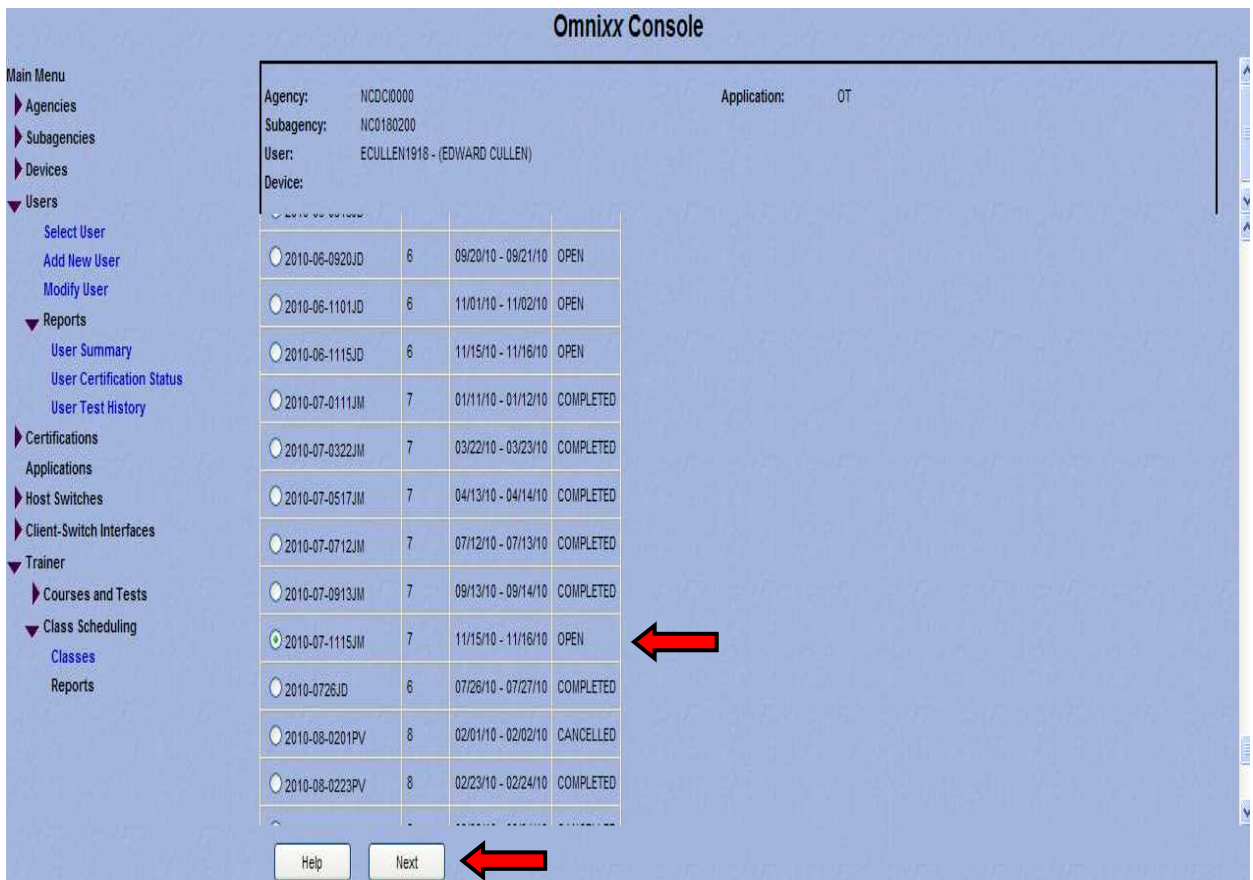 Omnixx Console
Main Menu
Agencies
Subagencies
Devices
Users
Select User
Add New User
Modify User
Reports
User Summary
User Certification Status
User Test History
Certifications
Applications
Host Switches
Client-Switch Interfaces
Trainer
Courses and Tests
Class Scheduling
Classes
Reports
Agency: NCDCI0000 Application: OT
Subagency: NC0180200
User: ECULLEN1918 - (EDWARD CULLEN)
Device:
2010-06-0920JD 6 09/20/10 - 09/21/10 OPEN
2010-06-1101JD 6 11/01/10 - 11/02/10 OPEN
2010-06-1115JD 6 11/15/10 - 11/16/10 OPEN
2010-07-0111JM 7 01/11/10 - 01/12/10 COMPLETED
2010-07-0322JM 7 03/22/10 - 03/23/10 COMPLETED
2010-07-0517JM 7 04/13/10 - 04/14/10 COMPLETED
2010-07-0712JM 7 07/12/10 - 07/13/10 COMPLETED
2010-07-0913JM 7 09/13/10 - 09/14/10 COMPLETED
2010-07-1115JM 7 11/15/10 - 11/16/10 OPEN
2010-0726JD 6 07/26/10 - 07/27/10 COMPLETED
2010-08-0201PV 8 02/01/10 - 02/02/10 CANCELLED
2010-08-0223PV 8 02/23/10 - 02/24/10 COMPLETED
Help Next